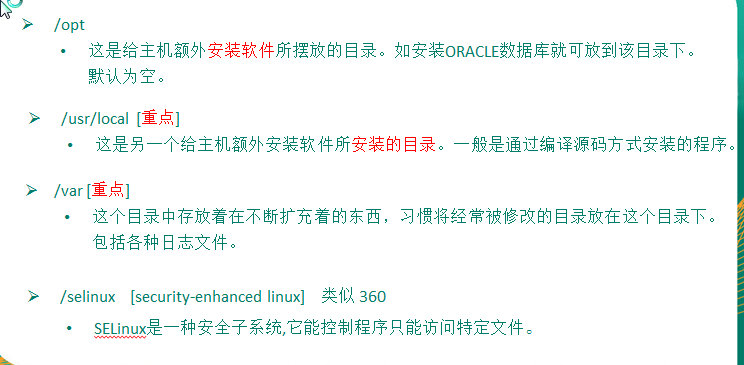 ➢ /opt
• 这是给主机额外安装软件所摆放的目录。如安装ORACLE数据库就可放到该目录下。
默认为空。
➢ /usr/local [重点]
• 这是另一个给主机额外安装软件所安装的目录。一般是通过编译源码方式安装的程序。
➢ /var [重点]
• 这个目录中存放着在不断扩充着的东西，习惯将经常被修改的目录放在这个目录下。
包括各种日志文件。
➢ /selinux [security-enhanced linux] 类似 360
• SELinux是一种安全子系统,它能控制程序只能访问特定文件。